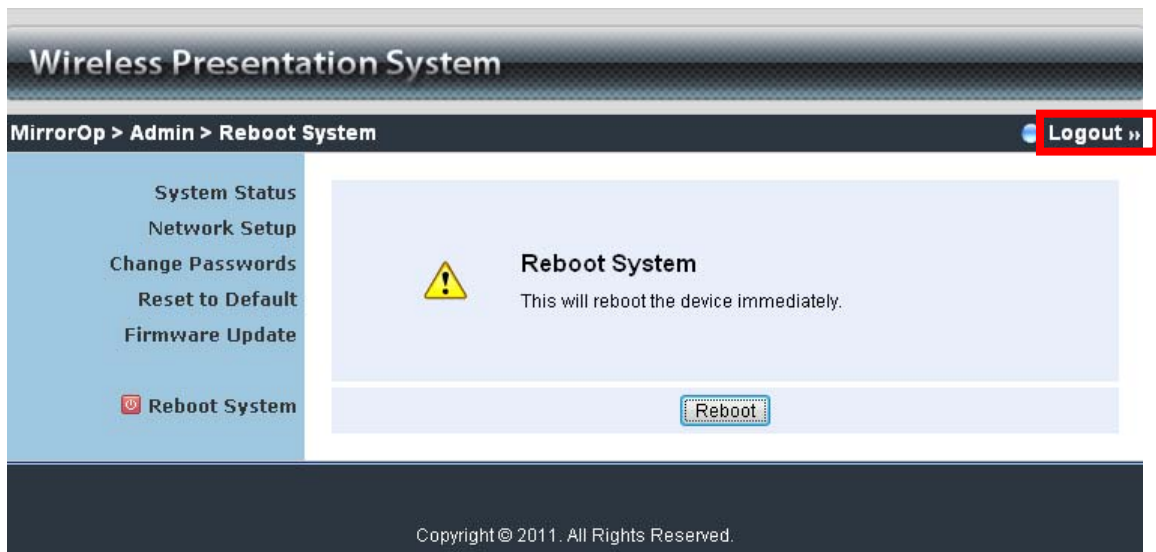 Wireless Presentation System
MirrorOp > Admin > Reboot System
Logout »
System Status
Network Setup
Change Passwords
Reset to Default
Firmware Update
Reboot System
Reboot System
This will reboot the device immediately.
Reboot
Copyright © 2011. All Rights Reserved.